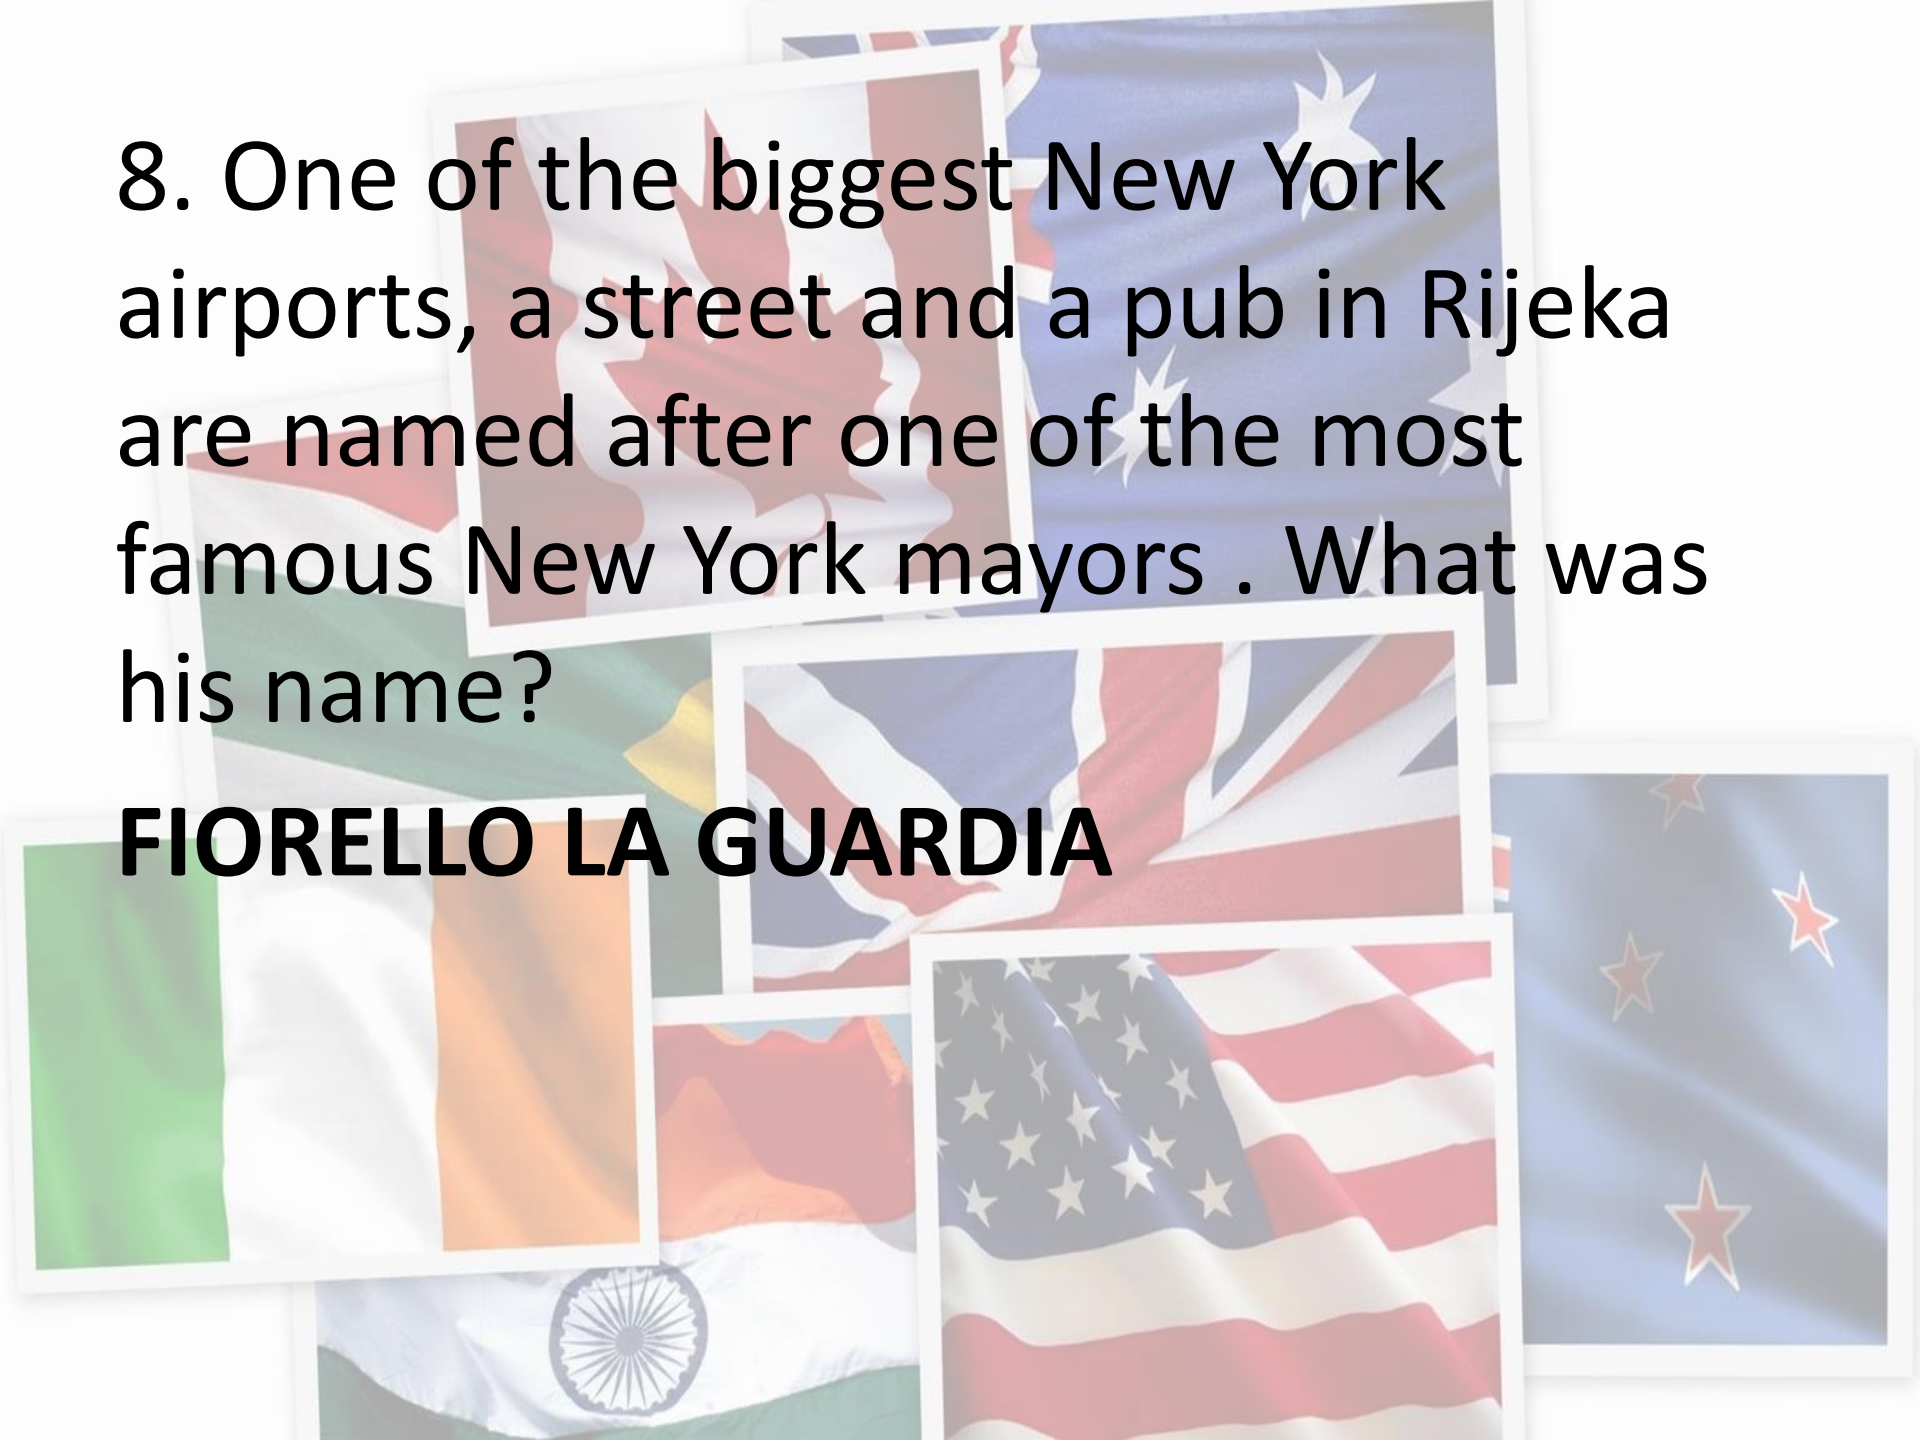 8. One of the biggest New York
airports, a street and a pub in Rijeka
are named after one of the most
famous New York mayors . What was
his name?
FIORELLO LA GUARDIA